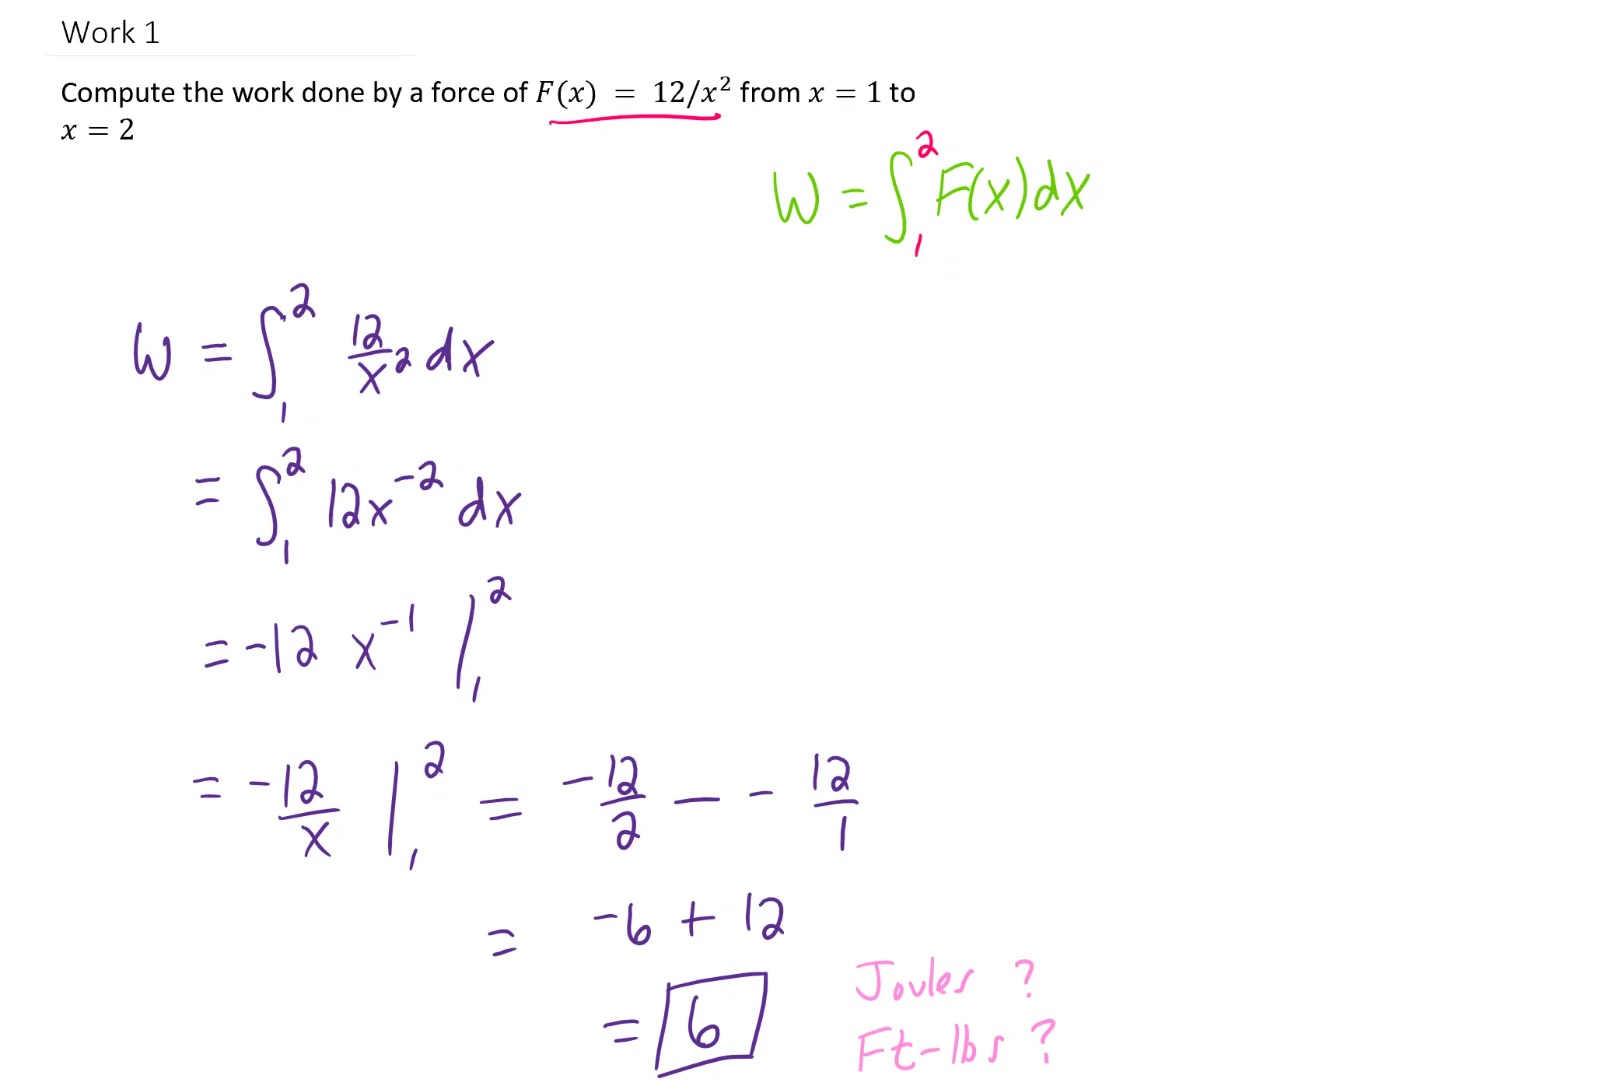 Work 1
Compute the work done by a force of F(x) = 12/x² from x = 1 to
x = 2
W = ∫₁² F(x)dx
W = ∫₁² 12/x² dx
= ∫₁² 12x⁻² dx
= -12 x⁻¹ |₁²
= -12/x |₁² = -12/2 - - 12/1
= -6 + 12
= 6
Joules ?
Ft-lbs ?